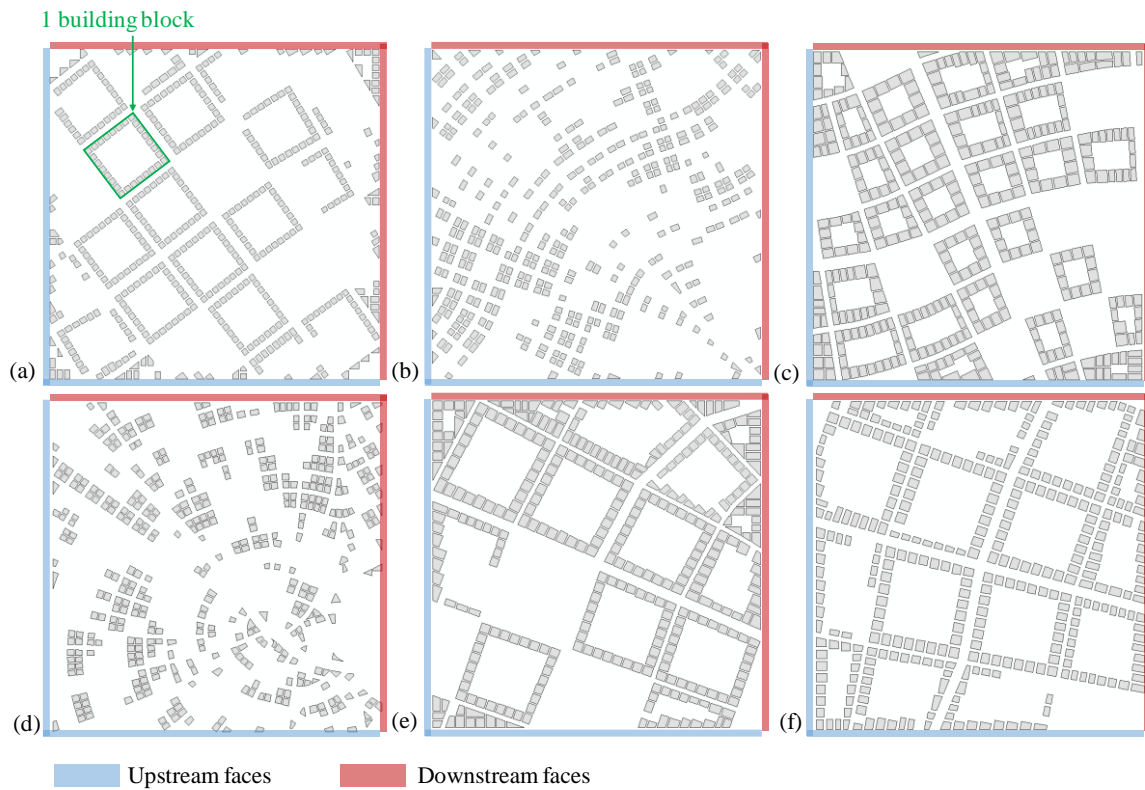 1 building block
(a)
(b)
(c)
(d)
(e)
(f)
Upstream faces
Downstream faces